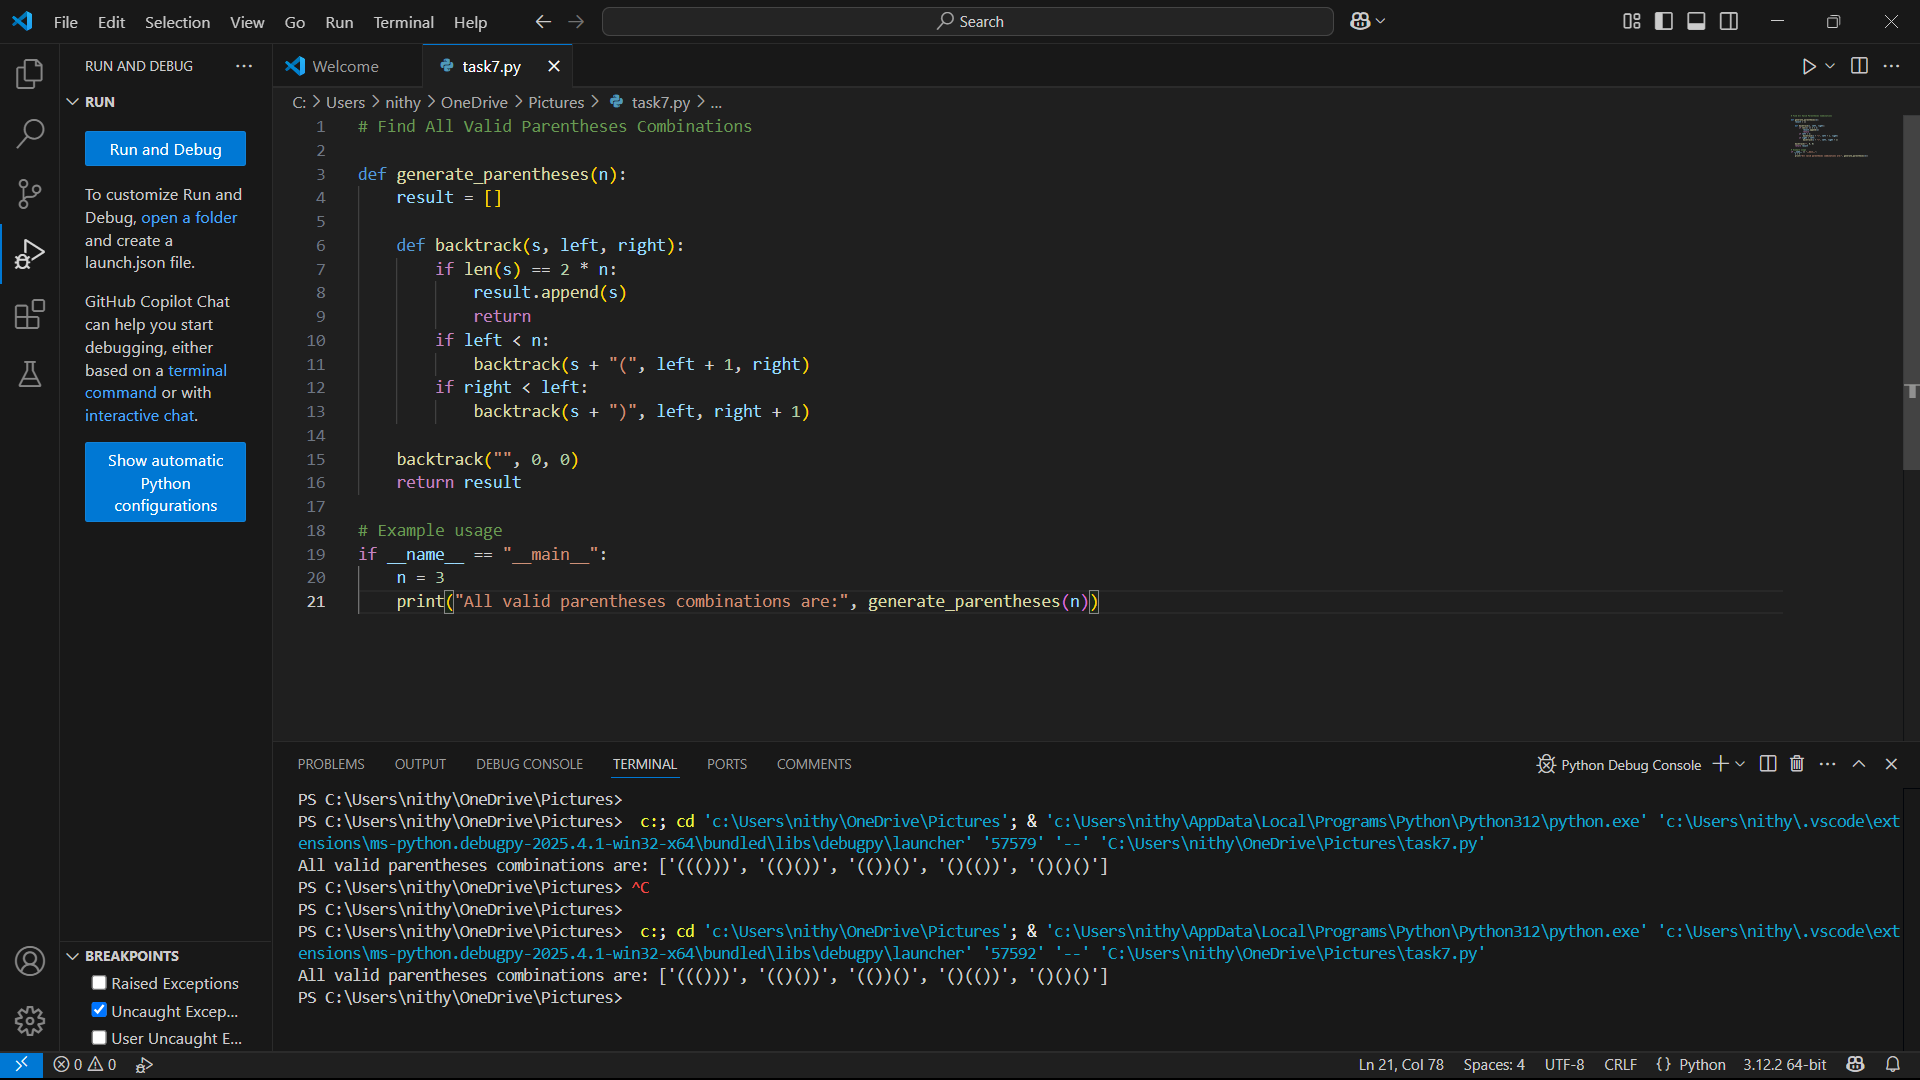 File Edit Selection View Go Run Terminal Help
Search
RUN AND DEBUG
RUN
Run and Debug
To customize Run and
Debug, open a folder
and create a
launch.json file.
GitHub Copilot Chat
can help you start
debugging, either
based on a terminal
command or with
interactive chat.
Show automatic
Python
configurations
BREAKPOINTS
Raised Exceptions
Uncaught Excep...
User Uncaught E...
Welcome task7.py
C: > Users > nithy > OneDrive > Pictures > task7.py > ...
1 # Find All Valid Parentheses Combinations
2
3 def generate_parentheses(n):
4     result = []
5
6     def backtrack(s, left, right):
7         if len(s) == 2 * n:
8             result.append(s)
9             return
10         if left < n:
11             backtrack(s + "(", left + 1, right)
12         if right < left:
13             backtrack(s + ")", left, right + 1)
14
15     backtrack("", 0, 0)
16     return result
17
18 # Example usage
19 if __name__ == "__main__":
20     n = 3
21     print("All valid parentheses combinations are:", generate_parentheses(n))
PROBLEMS OUTPUT DEBUG CONSOLE TERMINAL PORTS COMMENTS
Python Debug Console
PS C:\Users\nithy\OneDrive\Pictures>
PS C:\Users\nithy\OneDrive\Pictures>  c:; cd 'c:\Users\nithy\OneDrive\Pictures'; & 'c:\Users\nithy\AppData\Local\Programs\Python\Python312\python.exe' 'c:\Users\nithy\.vscode\ext
ensions\ms-python.debugpy-2025.4.1-win32-x64\bundled\libs\debugpy\launcher' '57579' '--' 'C:\Users\nithy\OneDrive\Pictures\task7.py'
All valid parentheses combinations are: ['((()))', '(()())', '(())()', '()(())', '()()()']
PS C:\Users\nithy\OneDrive\Pictures> ^C
PS C:\Users\nithy\OneDrive\Pictures>
PS C:\Users\nithy\OneDrive\Pictures>  c:; cd 'c:\Users\nithy\OneDrive\Pictures'; & 'c:\Users\nithy\AppData\Local\Programs\Python\Python312\python.exe' 'c:\Users\nithy\.vscode\ext
ensions\ms-python.debugpy-2025.4.1-win32-x64\bundled\libs\debugpy\launcher' '57592' '--' 'C:\Users\nithy\OneDrive\Pictures\task7.py'
All valid parentheses combinations are: ['((()))', '(()())', '(())()', '()(())', '()()()']
PS C:\Users\nithy\OneDrive\Pictures>
0 0 Ln 21, Col 78 Spaces: 4 UTF-8 CRLF {} Python 3.12.2 64-bit